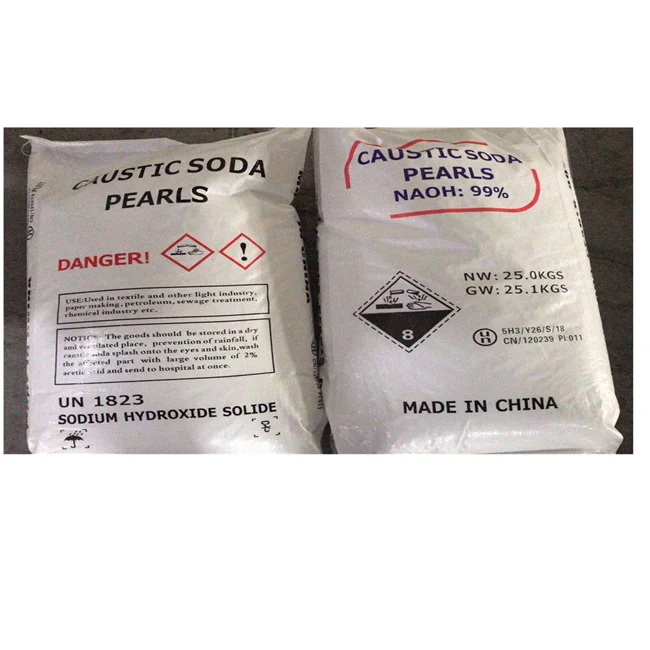 CAUSTIC SODA
PEARLS
DANGER!
USE:Used in textile and other light industry,
paper making, petroleum, sewage treatment,
chemical industry etc.
NOTICE: The goods should be stored in a dry
and ventilated place, prevention of rainfall, if
caustic soda splash onto the eyes and skin,wash
the affected part with large volume of 2%
acetic acid and send to hospital at once.
UN 1823
SODIUM HYDROXIDE SOLIDE
CAUSTIC SODA
PEARLS
NAOH: 99%
NW: 25.0KGS
GW: 25.1KGS
8
un
5H3/Y26/S/18
CN/120239 PI:011
MADE IN CHINA